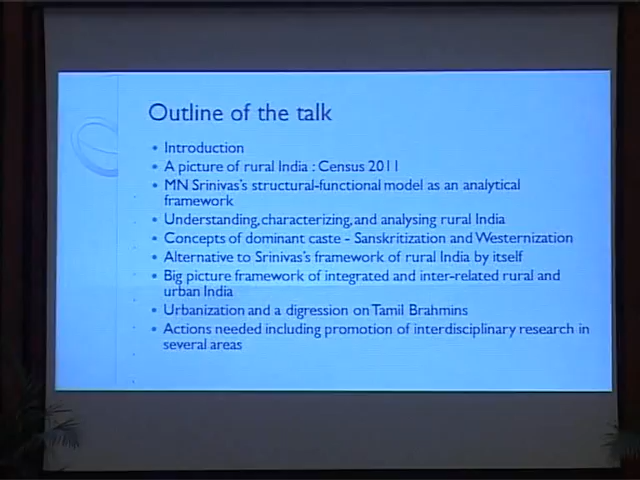 Outline of the talk
• Introduction
• A picture of rural India : Census 2011
• MN Srinivas's structural-functional model as an analytical
framework
• Understanding, characterizing, and analysing rural India
• Concepts of dominant caste - Sanskritization and Westernization
• Alternative to Srinivas's framework of rural India by itself
• Big picture framework of integrated and inter-related rural and
urban India
• Urbanization and a digression on Tamil Brahmins
• Actions needed including promotion of interdisciplinary research in
several areas